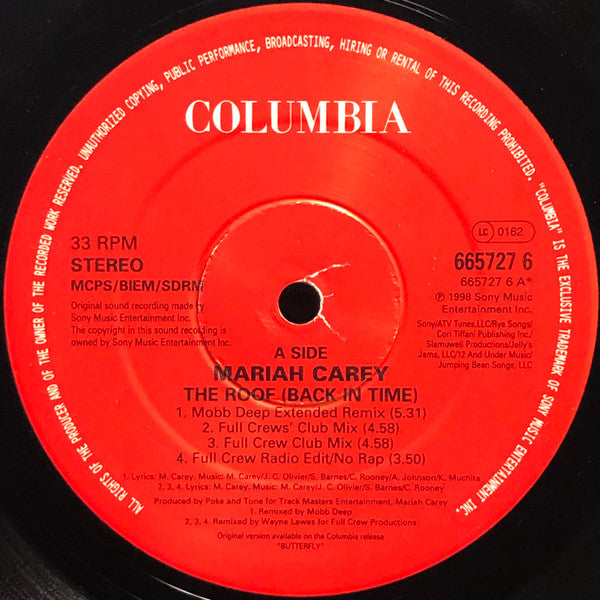 ALL RIGHTS OF THE PRODUCER AND OF THE OWNER OF THE RECORDED WORK RESERVED. UNAUTHORIZED COPYING, PUBLIC PERFORMANCE, BROADCASTING, HIRING OR RENTAL OF THIS RECORDING PROHIBITED. "COLUMBIA" IS THE EXCLUSIVE TRADEMARK OF SONY MUSIC ENTERTAINMENT INC.
COLUMBIA
33 RPM
STEREO
MCPS/BIEM/SDRM
Original sound recording made by
Sony Music Entertainment Inc.
The copyright in this sound recording is
owned by Sony Music Entertainment Inc.
LC 0162
665727 6
665727 6 A*
℗ 1998 Sony Music
Entertainment Inc.
Sony/ATV Tunes,LLC/Rye Songs/
Cori Tiffani Publishing Inc./
Slamuwell Productions/Jelly's
Jams, LLC/12 And Under Music/
Jumping Bean Songs, LLC
A SIDE
MARIAH CAREY
THE ROOF (BACK IN TIME)
1. Mobb Deep Extended Remix (5.31)
2. Full Crews' Club Mix (4.58)
3. Full Crew Club Mix (4.58)
4. Full Crew Radio Edit/No Rap (3.50)
1. Lyrics: M. Carey. Music: M. Carey/J.C. Olivier/S. Barnes/C. Rooney/A. Johnson/K. Muchita
2, 3, 4. Lyrics: M. Carey. Music: M. Carey/J. C. Olivier/S. Barnes/C. Rooney
Produced by Poke and Tone for Track Masters Entertainment, Mariah Carey
1. Remixed by Mobb Deep
2, 3, 4. Remixed by Wayne Lawes for Full Crew Productions
Original version available on the Columbia release
"BUTTERFLY"